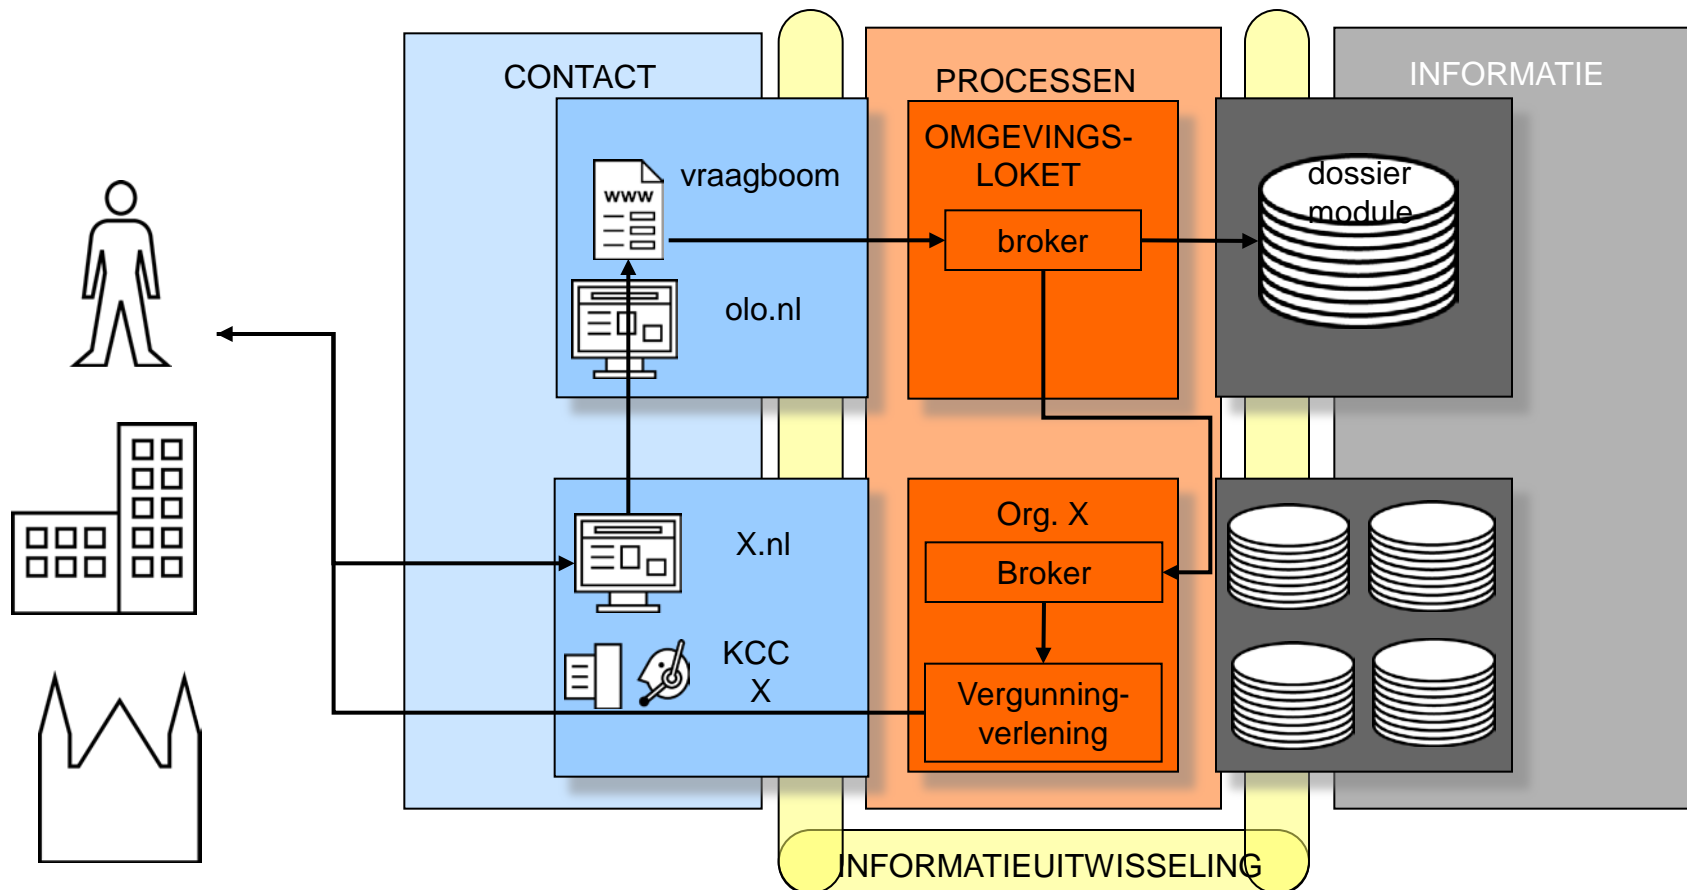 CONTACT
PROCESSEN
INFORMATIE
vraagboom
www
olo.nl
OMGEVINGS-
LOKET
broker
dossier
module
X.nl
KCC
X
Org. X
Broker
Vergunning-
verlening
INFORMATIEUITWISSELING